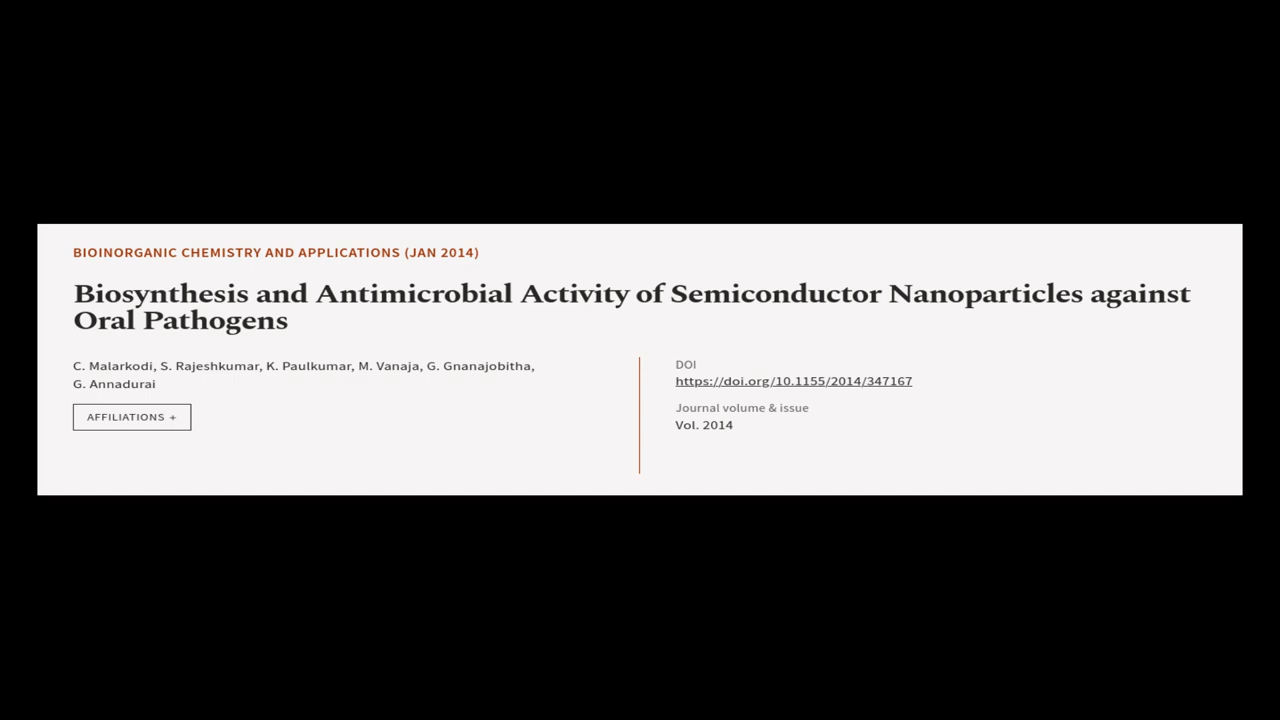 BIOINORGANIC CHEMISTRY AND APPLICATIONS (JAN 2014)
Biosynthesis and Antimicrobial Activity of Semiconductor Nanoparticles against
Oral Pathogens
C. Malarkodi, S. Rajeshkumar, K. Paulkumar, M. Vanaja, G. Gnanajobitha,
G. Annadurai
AFFILIATIONS +
DOI
https://doi.org/10.1155/2014/347167
Journal volume & issue
Vol. 2014